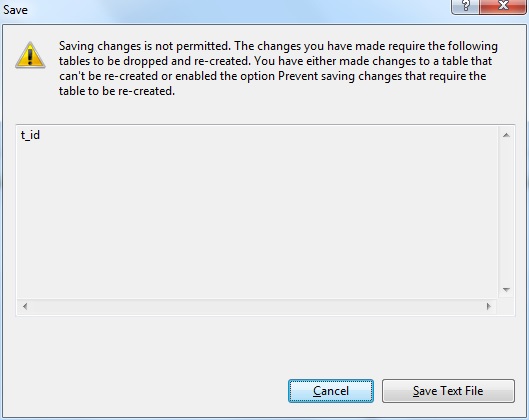 Save
Saving changes is not permitted. The changes you have made require the following
tables to be dropped and re-created. You have either made changes to a table that
can't be re-created or enabled the option Prevent saving changes that require the
table to be re-created.
t_id
Cancel
Save Text File